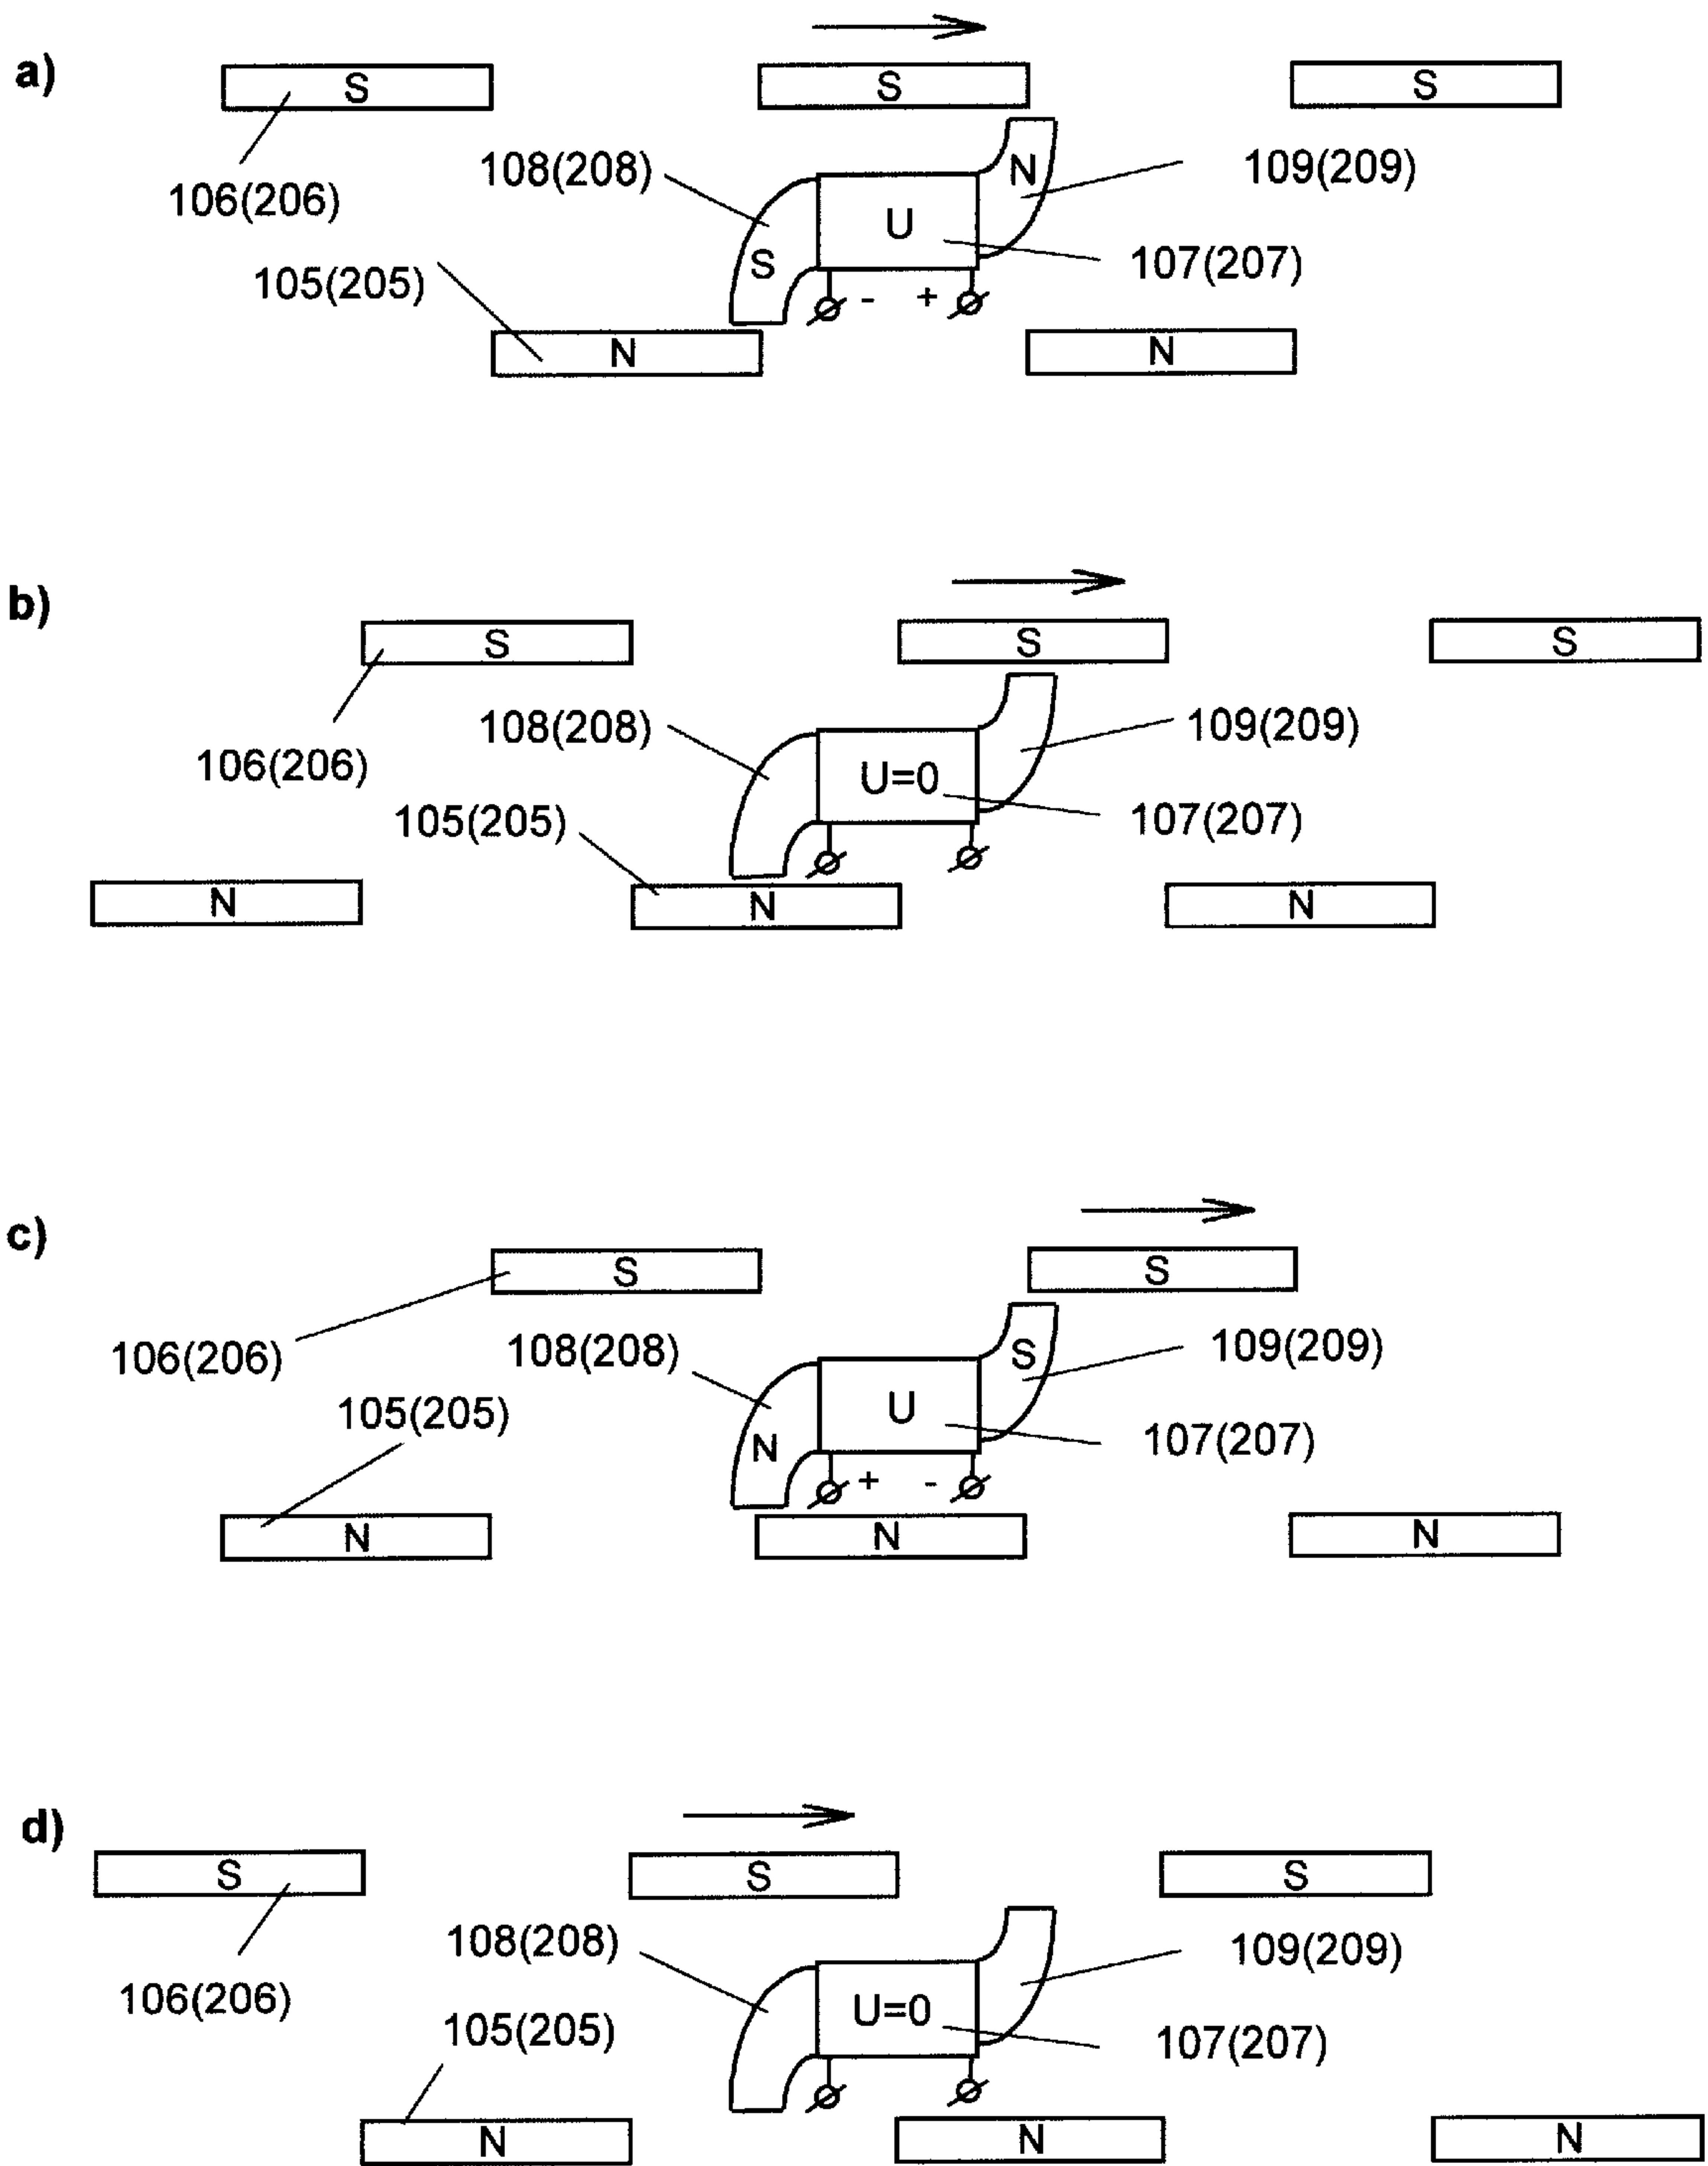 a)
S S S
106(206) 108(208) N 109(209)
U
105(205) S 107(207)
- +
N N
b)
S S S
106(206) 108(208) 109(209)
U=0
105(205) 107(207)
N N N
c)
S S
106(206) 108(208) S 109(209)
105(205) U
N 107(207)
+ -
N N N
d)
S S S
108(208) 109(209)
106(206) U=0
105(205) 107(207)
N N N